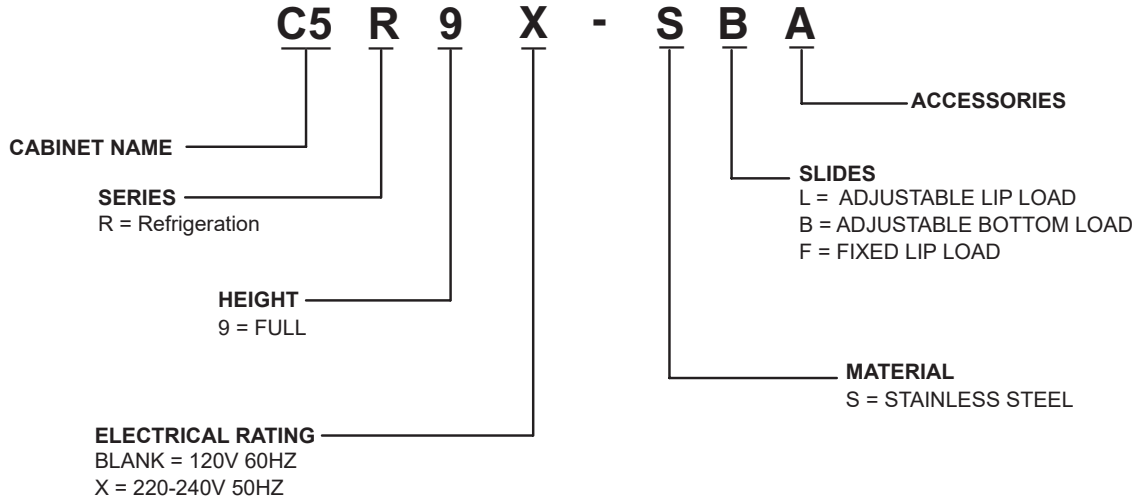 C5 R 9 X - S B A
ACCESSORIES
CABINET NAME
SLIDES
L = ADJUSTABLE LIP LOAD
B = ADJUSTABLE BOTTOM LOAD
F = FIXED LIP LOAD
SERIES
R = Refrigeration
HEIGHT
9 = FULL
MATERIAL
S = STAINLESS STEEL
ELECTRICAL RATING
BLANK = 120V 60HZ
X = 220-240V 50HZ